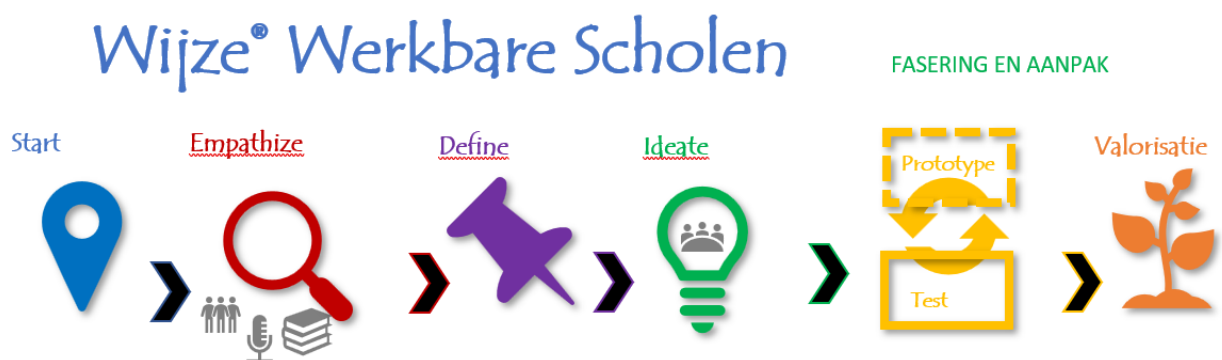 Wijze® Werkbare Scholen
FASERING EN AANPAK
Start
Empathize
Define
Ideate
Prototype
Test
Valorisatie